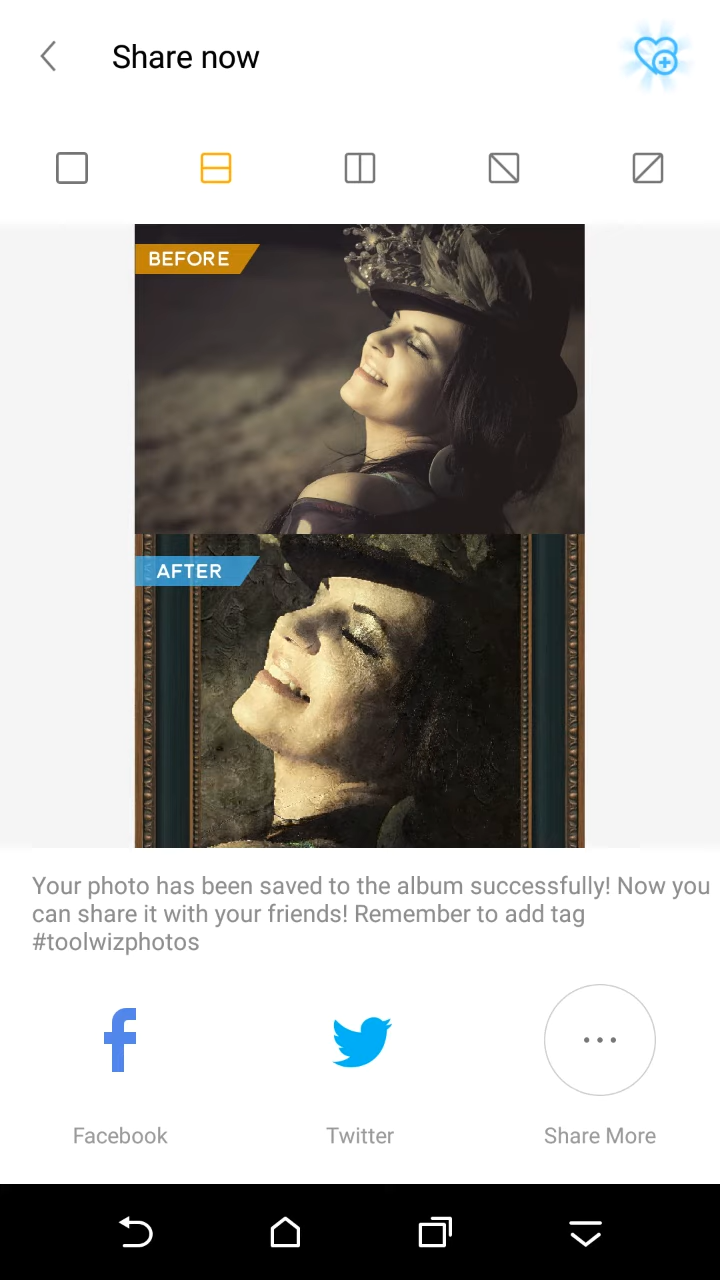 Share now
BEFORE
AFTER
Your photo has been saved to the album successfully! Now you
can share it with your friends! Remember to add tag
#toolwizphotos
Facebook
Twitter
Share More